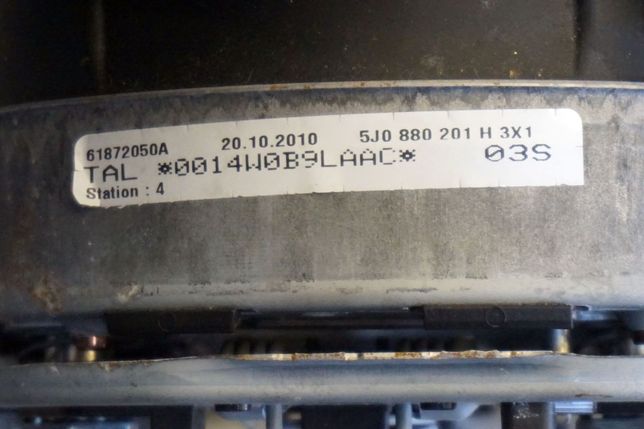 61872050A 20.10.2010 5J0 880 201 H 3X1
TAL *0014W0B9LAAC* 03S
Station : 4